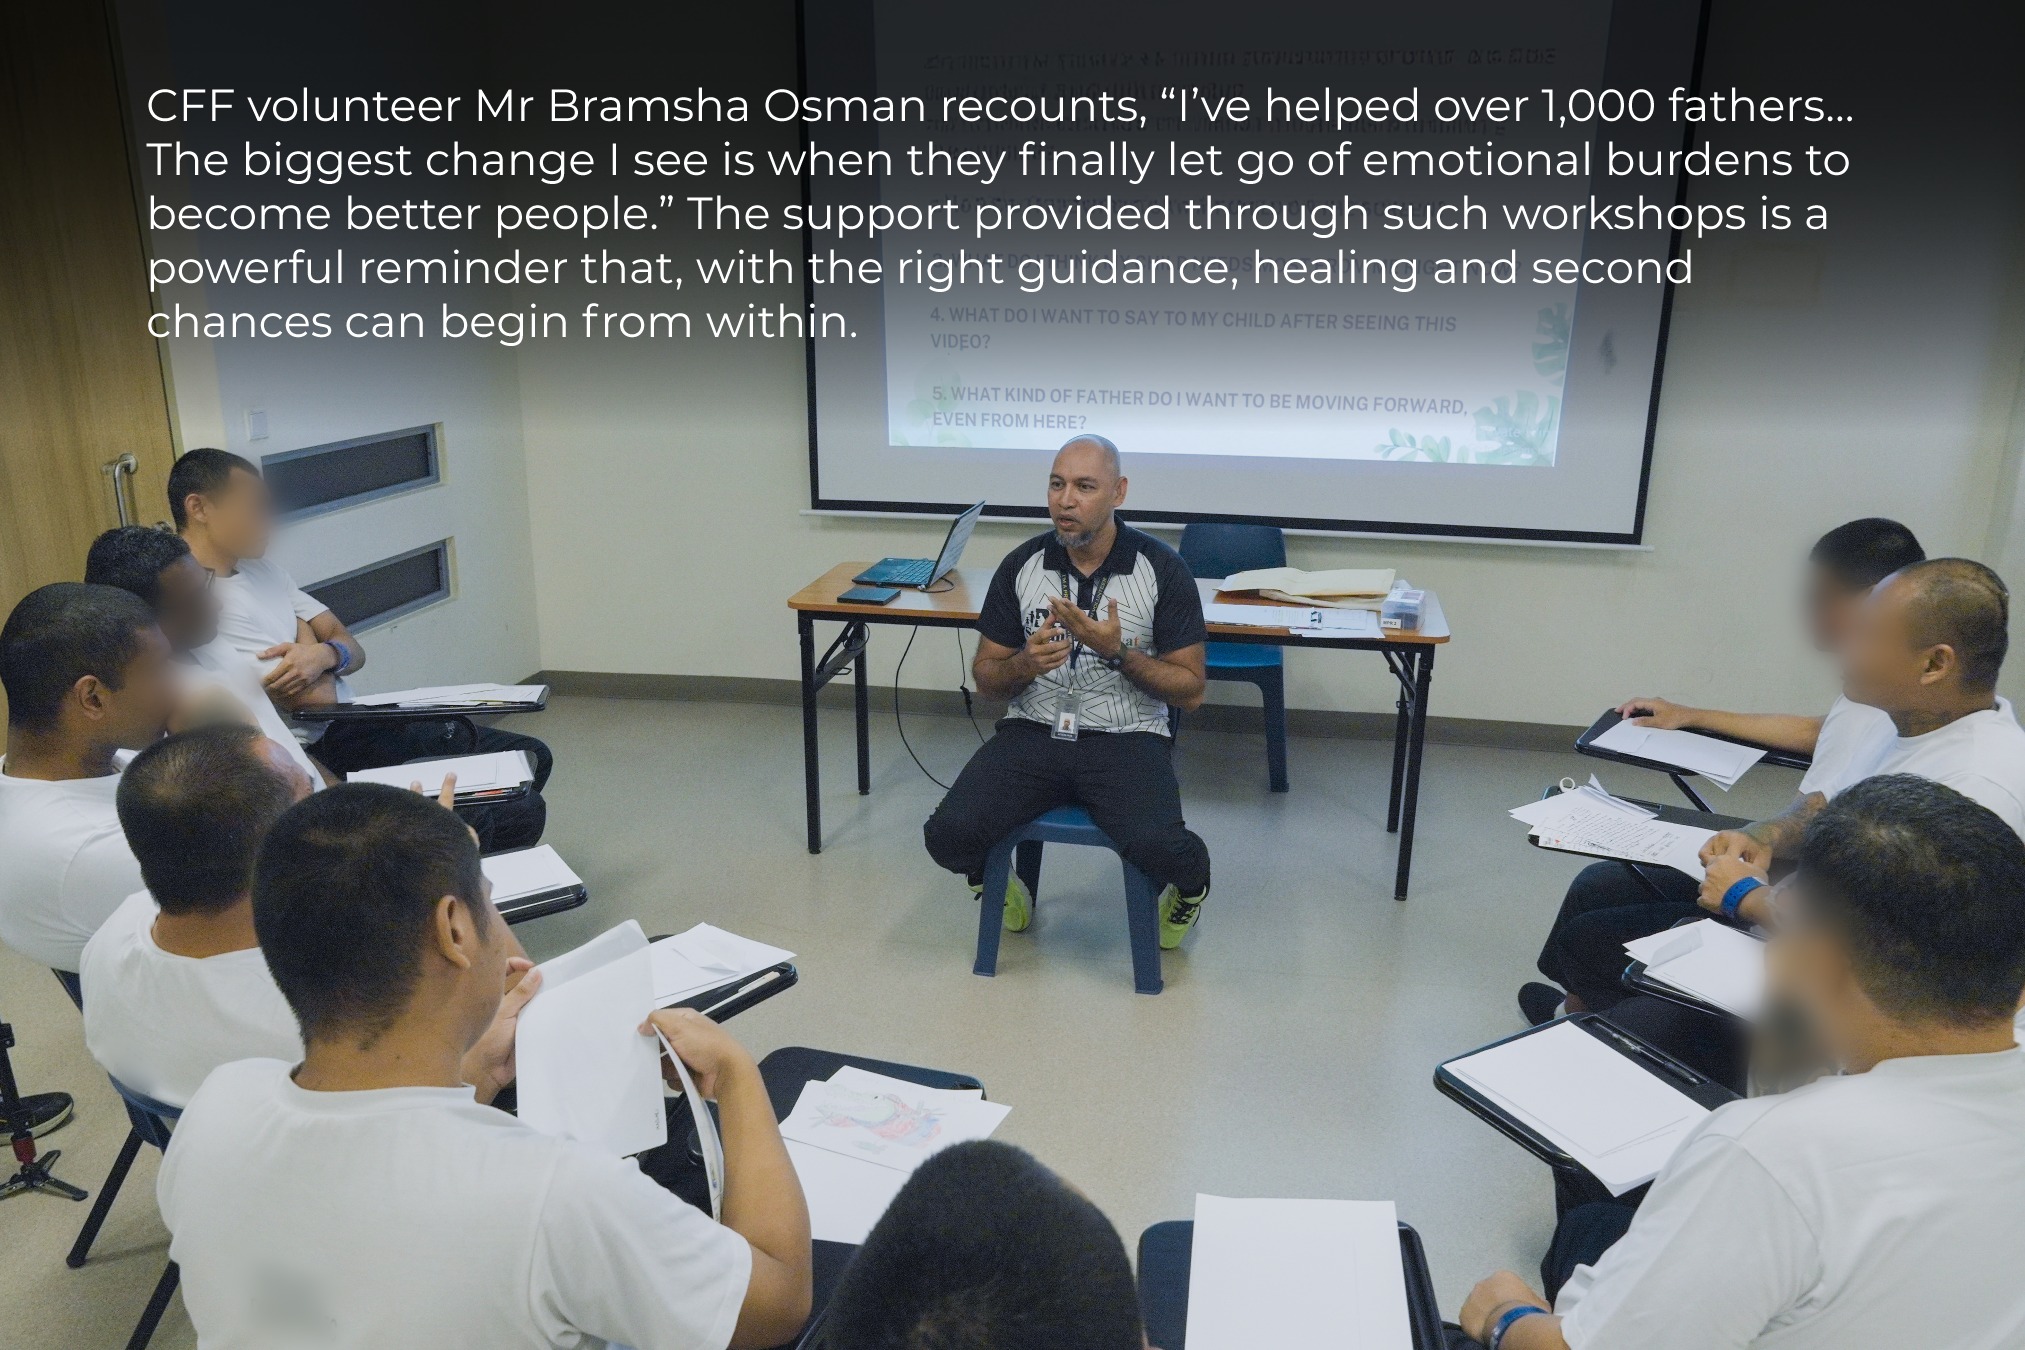 CFF volunteer Mr Bramsha Osman recounts, “I’ve helped over 1,000 fathers...
The biggest change I see is when they finally let go of emotional burdens to
become better people.” The support provided through such workshops is a
powerful reminder that, with the right guidance, healing and second
chances can begin from within.
4. WHAT DO I WANT TO SAY TO MY CHILD AFTER SEEING THIS
VIDEO?
5. WHAT KIND OF FATHER DO I WANT TO BE MOVING FORWARD,
EVEN FROM HERE?